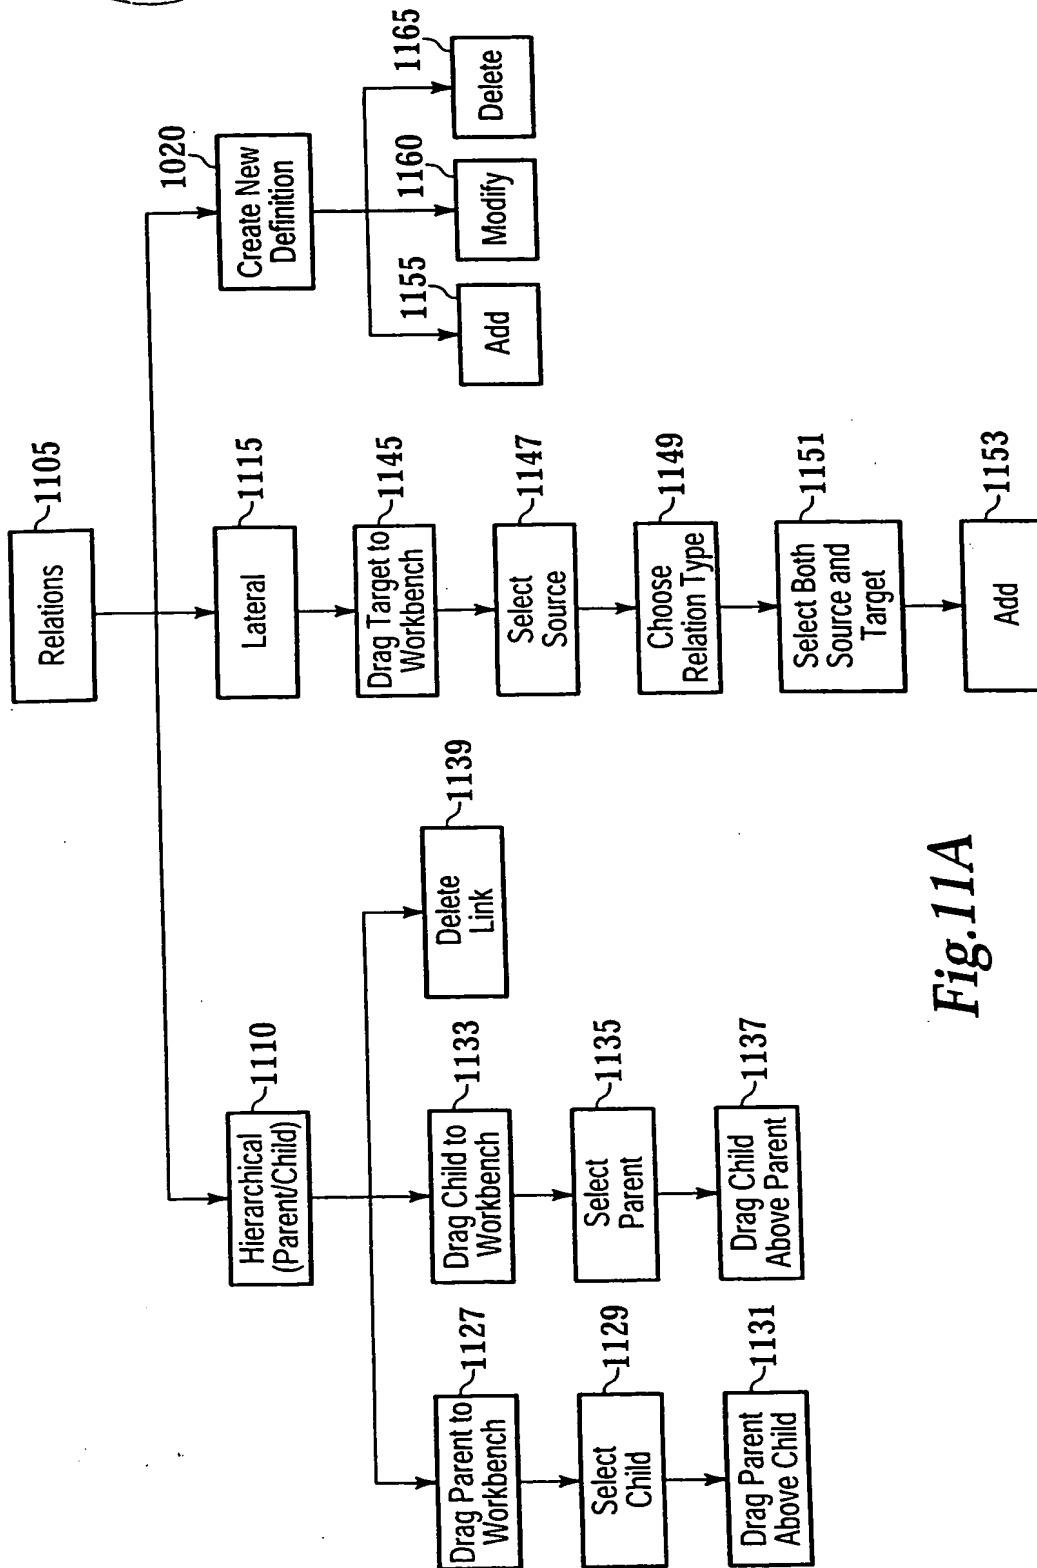 Relations
1105
Hierarchical
(Parent/Child)
1110
Lateral
1115
Create New
Definition
1020
Drag Parent to
Workbench
1127
Drag Child to
Workbench
1133
Delete
Link
1139
Drag Target to
Workbench
1145
Add
1155
Modify
1160
Delete
1165
Select
Child
1129
Select
Parent
1135
Select
Source
1147
Drag Parent
Above Child
1131
Drag Child
Above Parent
1137
Choose
Relation Type
1149
Select Both
Source and
Target
1151
Add
1153
Fig.11A